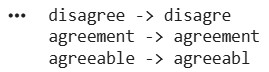 ••• disagree -> disagre
agreement -> agreement
agreeable -> agreeabl